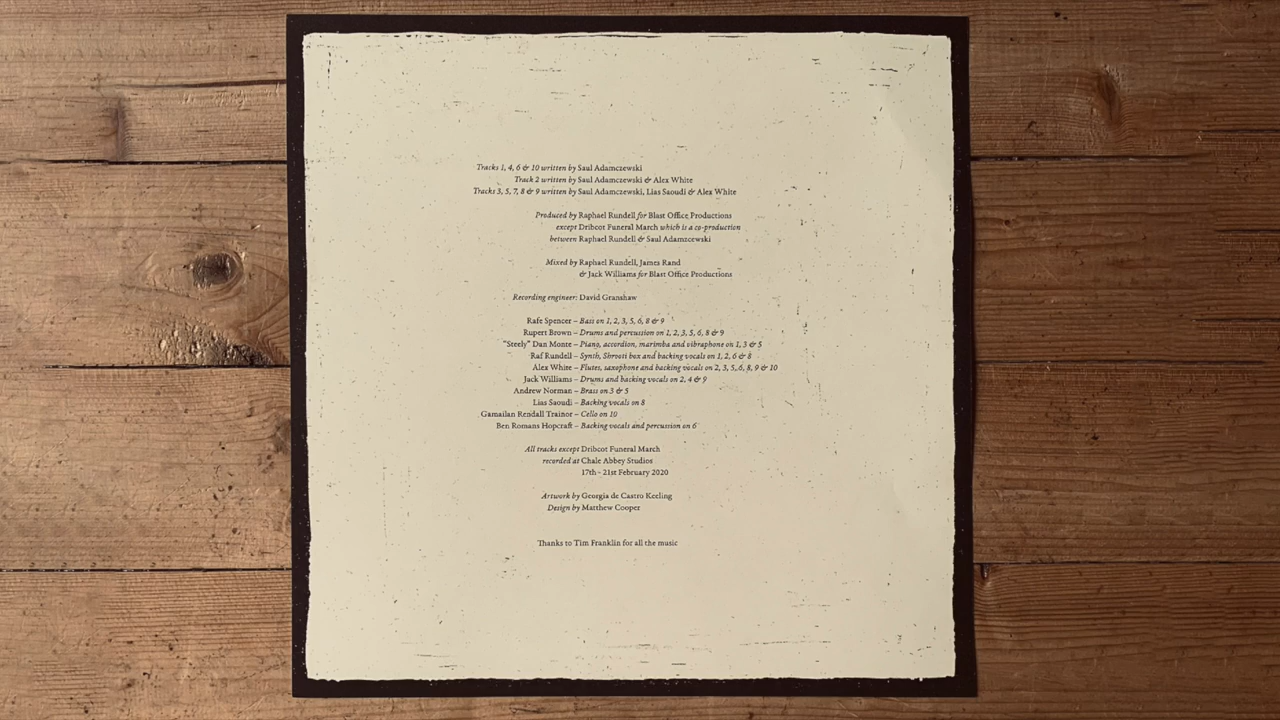 Tracks 1, 4, 6 & 10 written by Saul Adamczewski
Track 2 written by Saul Adamczewski & Alex White
Tracks 3, 5, 7, 8 & 9 written by Saul Adamczewski, Lias Saoudi & Alex White
Produced by Raphael Rundell for Blast Office Productions
except Dribcot Funeral March which is a co-production
between Raphael Rundell & Saul Adamzcewski
Mixed by Raphael Rundell, James Rand
& Jack Williams for Blast Office Productions
Recording engineer: David Granshaw
Rafe Spencer – Bass on 1, 2, 3, 5, 6, 8 & 9
Rupert Brown – Drums and percussion on 1, 2, 3, 5, 6, 8 & 9
"Steely" Dan Monte – Piano, accordion, marimba and vibraphone on 1, 3 & 5
Raf Rundell – Synth, Shrooti box and backing vocals on 1, 2, 6 & 8
Alex White – Flutes, saxophone and backing vocals on 2, 3, 5, 6, 8, 9 & 10
Jack Williams – Drums and backing vocals on 2, 4 & 9
Andrew Norman – Brass on 3 & 5
Lias Saoudi – Backing vocals on 8
Gamailan Rendall Trainor – Cello on 10
Ben Romans Hopcraft – Backing vocals and percussion on 6
All tracks except Dribcot Funeral March
recorded at Chale Abbey Studios
17th - 21st February 2020
Artwork by Georgia de Castro Keeling
Design by Matthew Cooper
Thanks to Tim Franklin for all the music